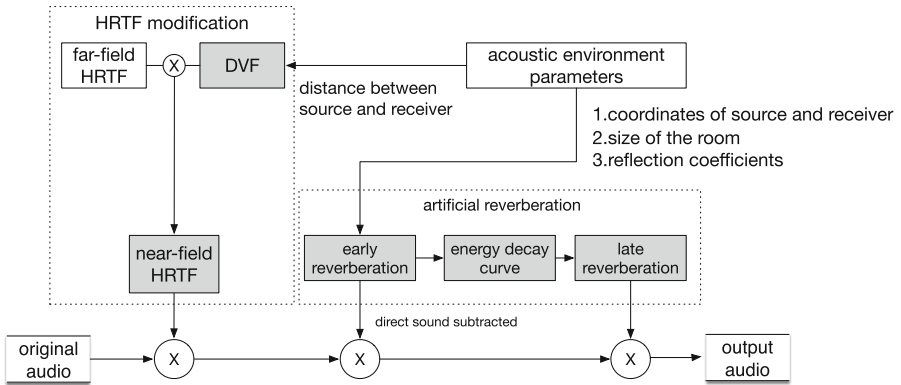 HRTF modification
far-field
HRTF
X
DVF
acoustic environment
parameters
distance between
source and receiver
1.coordinates of source and receiver
2.size of the room
3.reflection coefficients
artificial reverberation
near-field
HRTF
early
reverberation
energy decay
curve
late
reverberation
direct sound subtracted
original
audio
X
X
X
output
audio